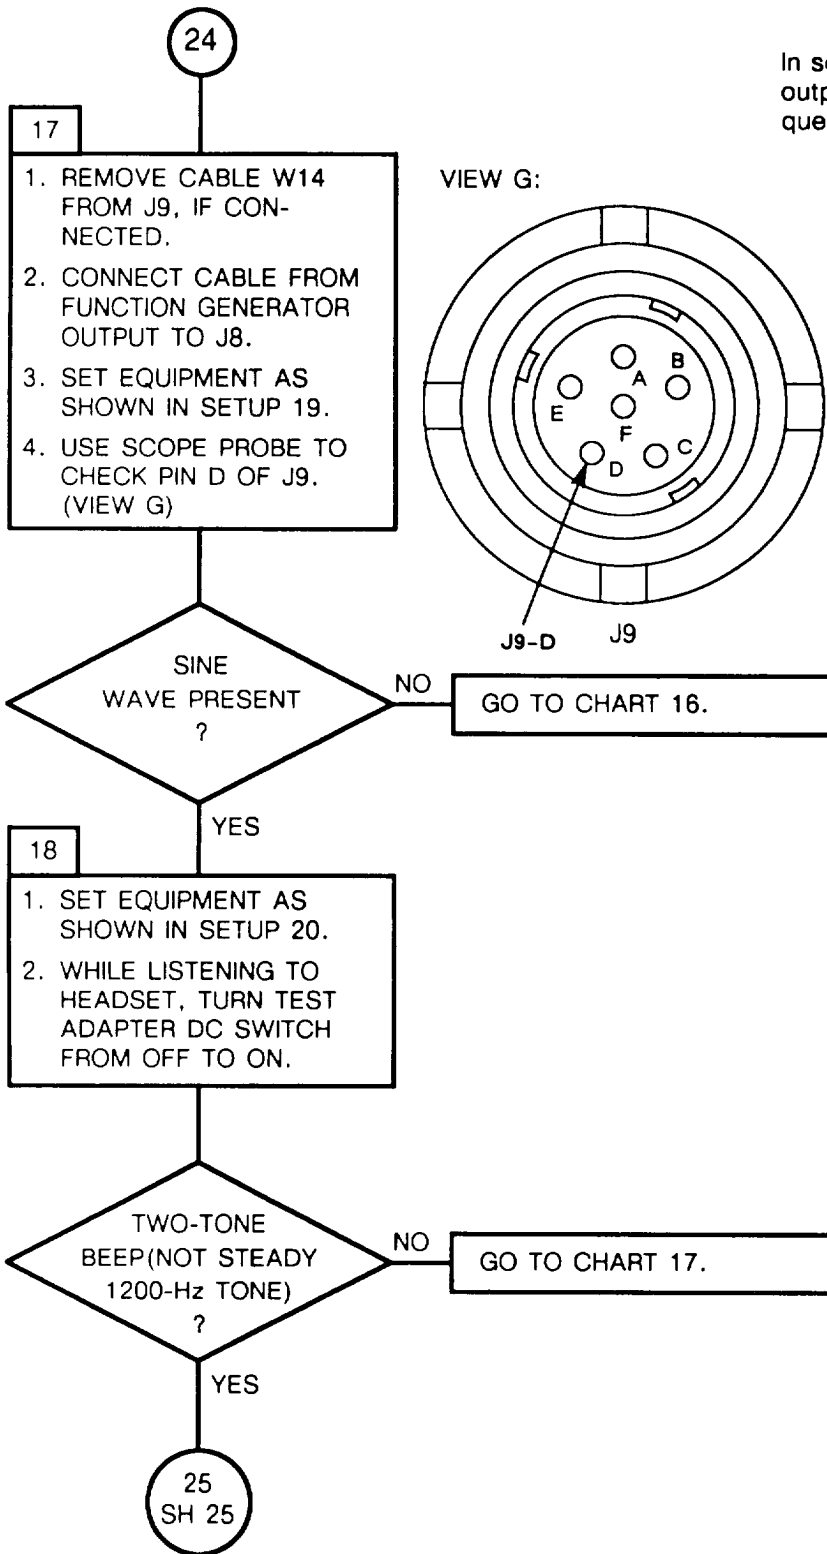 24
In s
outp
que
17
1. REMOVE CABLE W14
FROM J9, IF CON-
NECTED.
2. CONNECT CABLE FROM
FUNCTION GENERATOR
OUTPUT TO J8.
3. SET EQUIPMENT AS
SHOWN IN SETUP 19.
4. USE SCOPE PROBE TO
CHECK PIN D OF J9.
(VIEW G)
VIEW G:
A
B
E
F
D
C
J9-D
J9
SINE
WAVE PRESENT
?
NO
GO TO CHART 16.
YES
18
1. SET EQUIPMENT AS
SHOWN IN SETUP 20.
2. WHILE LISTENING TO
HEADSET, TURN TEST
ADAPTER DC SWITCH
FROM OFF TO ON.
TWO-TONE
BEEP(NOT STEADY
1200-Hz TONE)
?
NO
GO TO CHART 17.
YES
25
SH 25